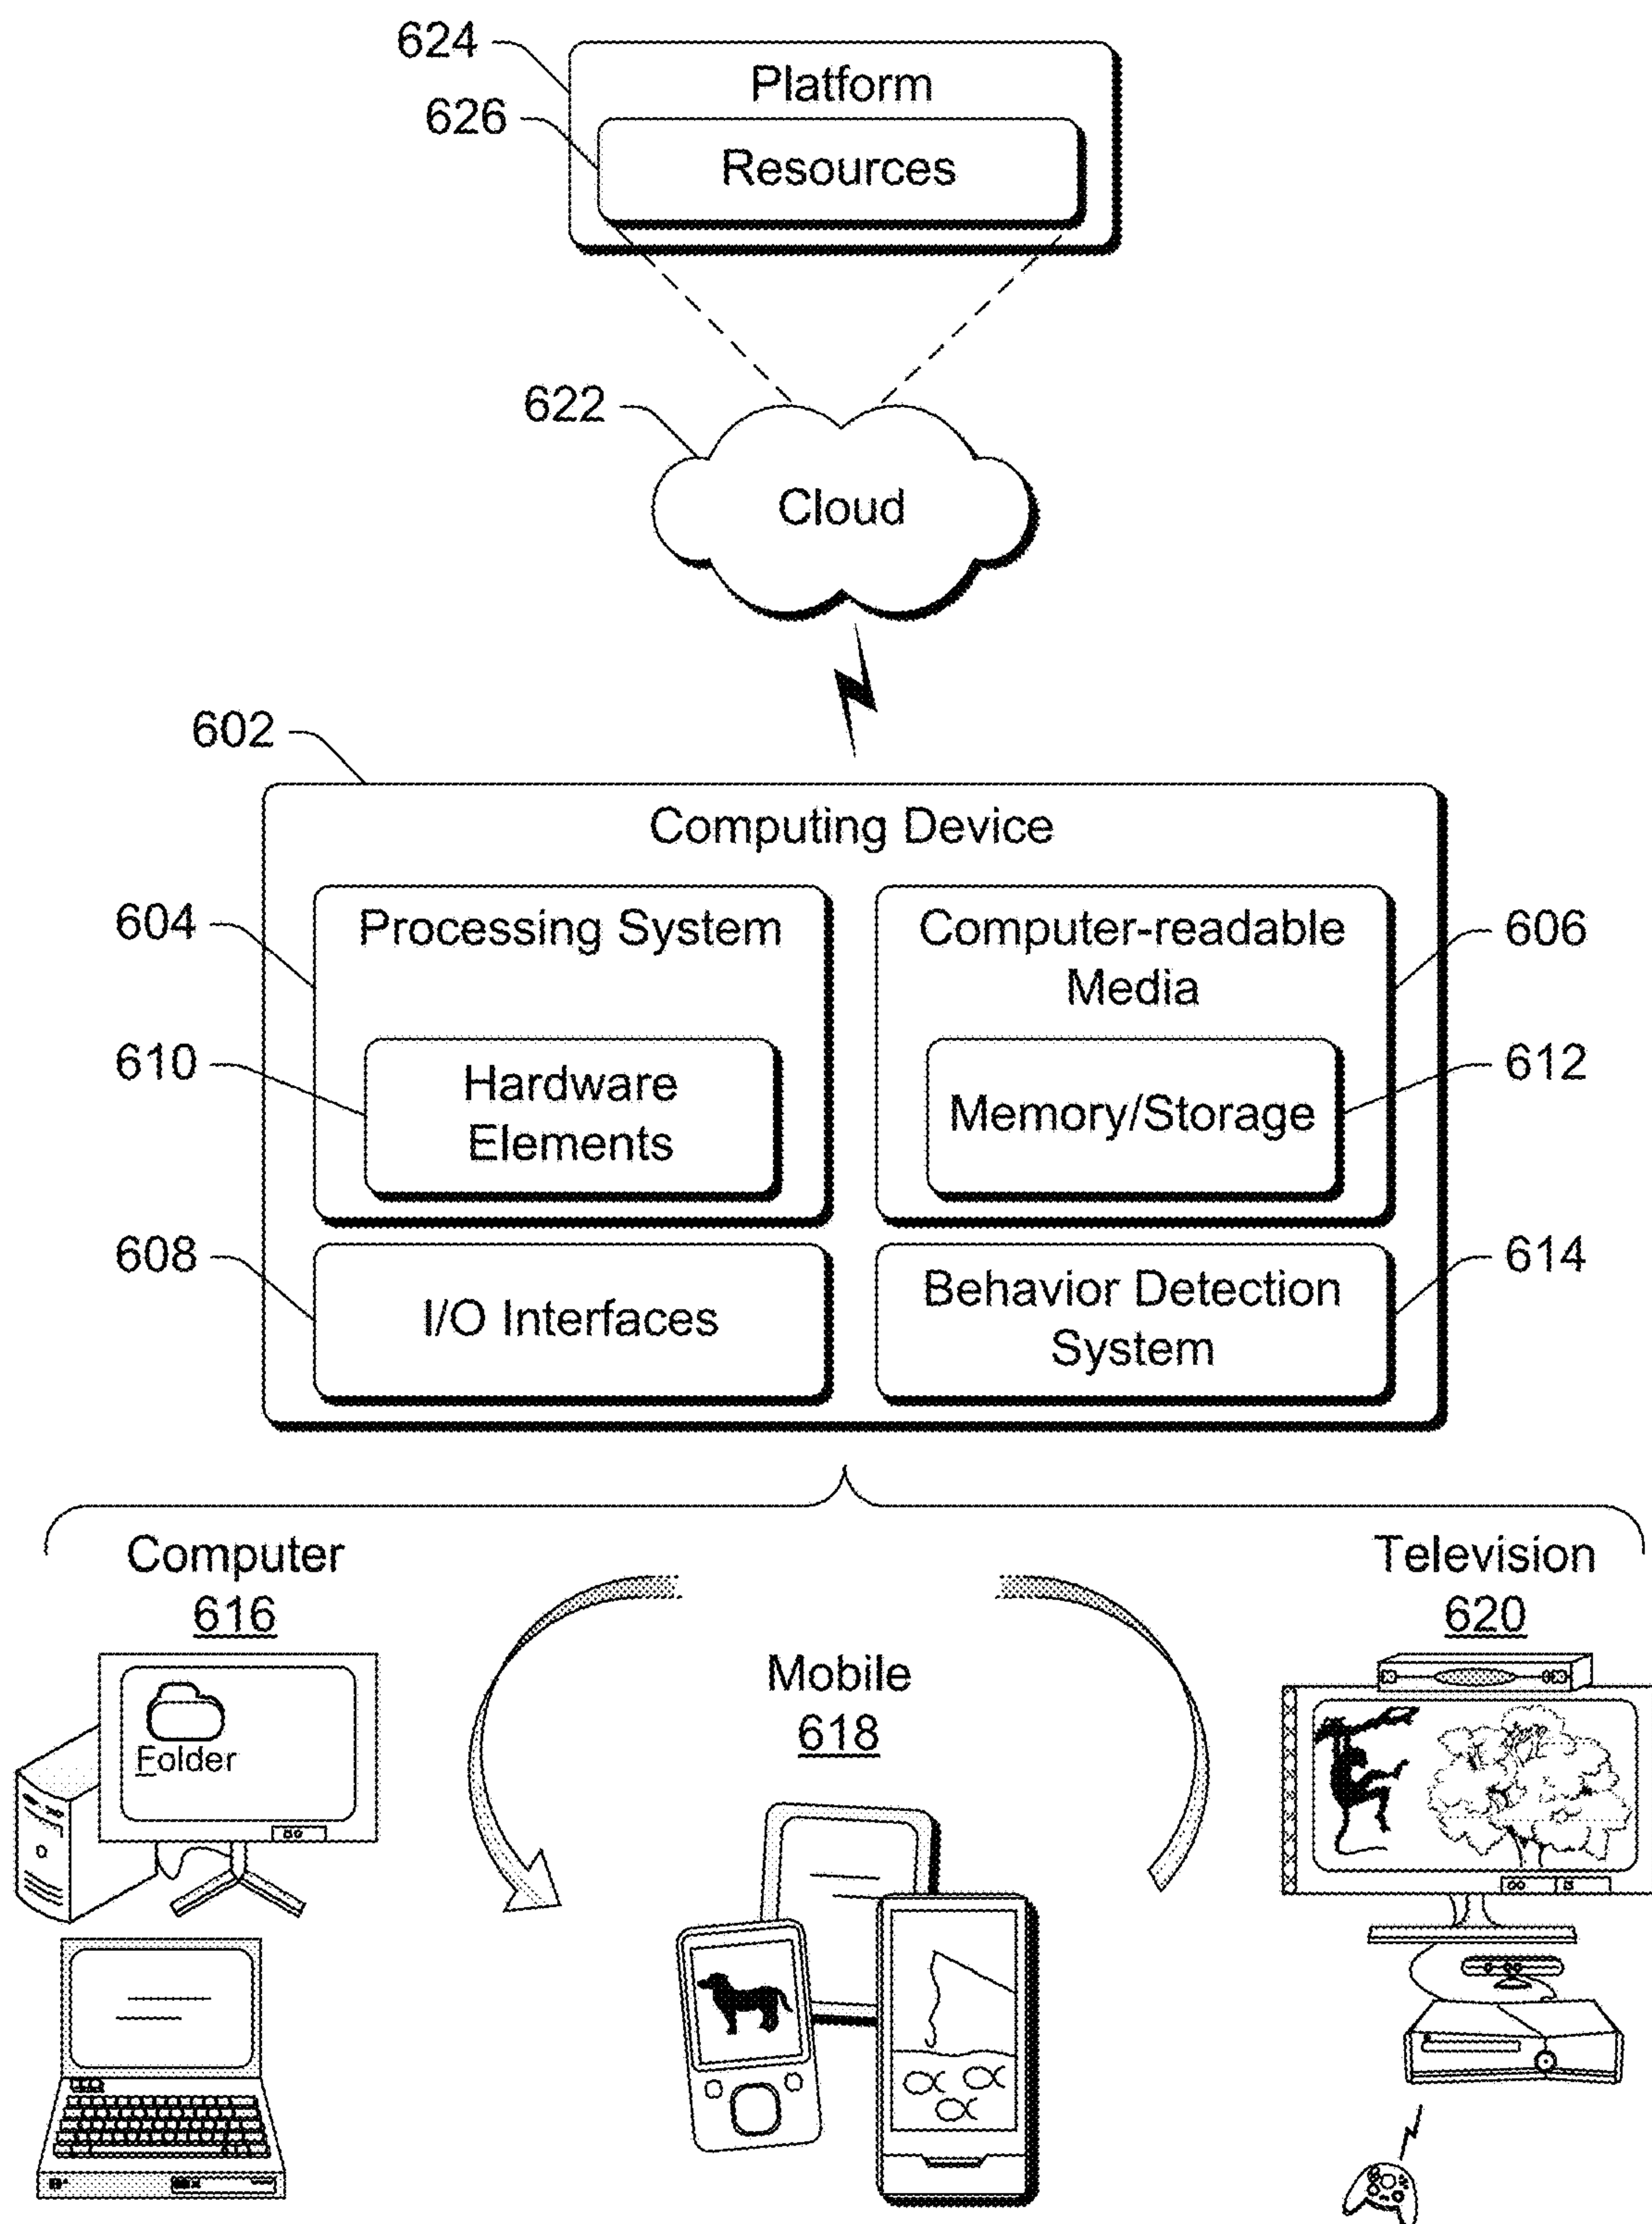 624
Platform
626
Resources
622
Cloud
602
Computing Device
604
Processing System
Computer-readable
Media
606
610
Hardware
Elements
Memory/Storage
612
608
I/O Interfaces
Behavior Detection
System
614
Computer
616
Folder
Mobile
618
Television
620